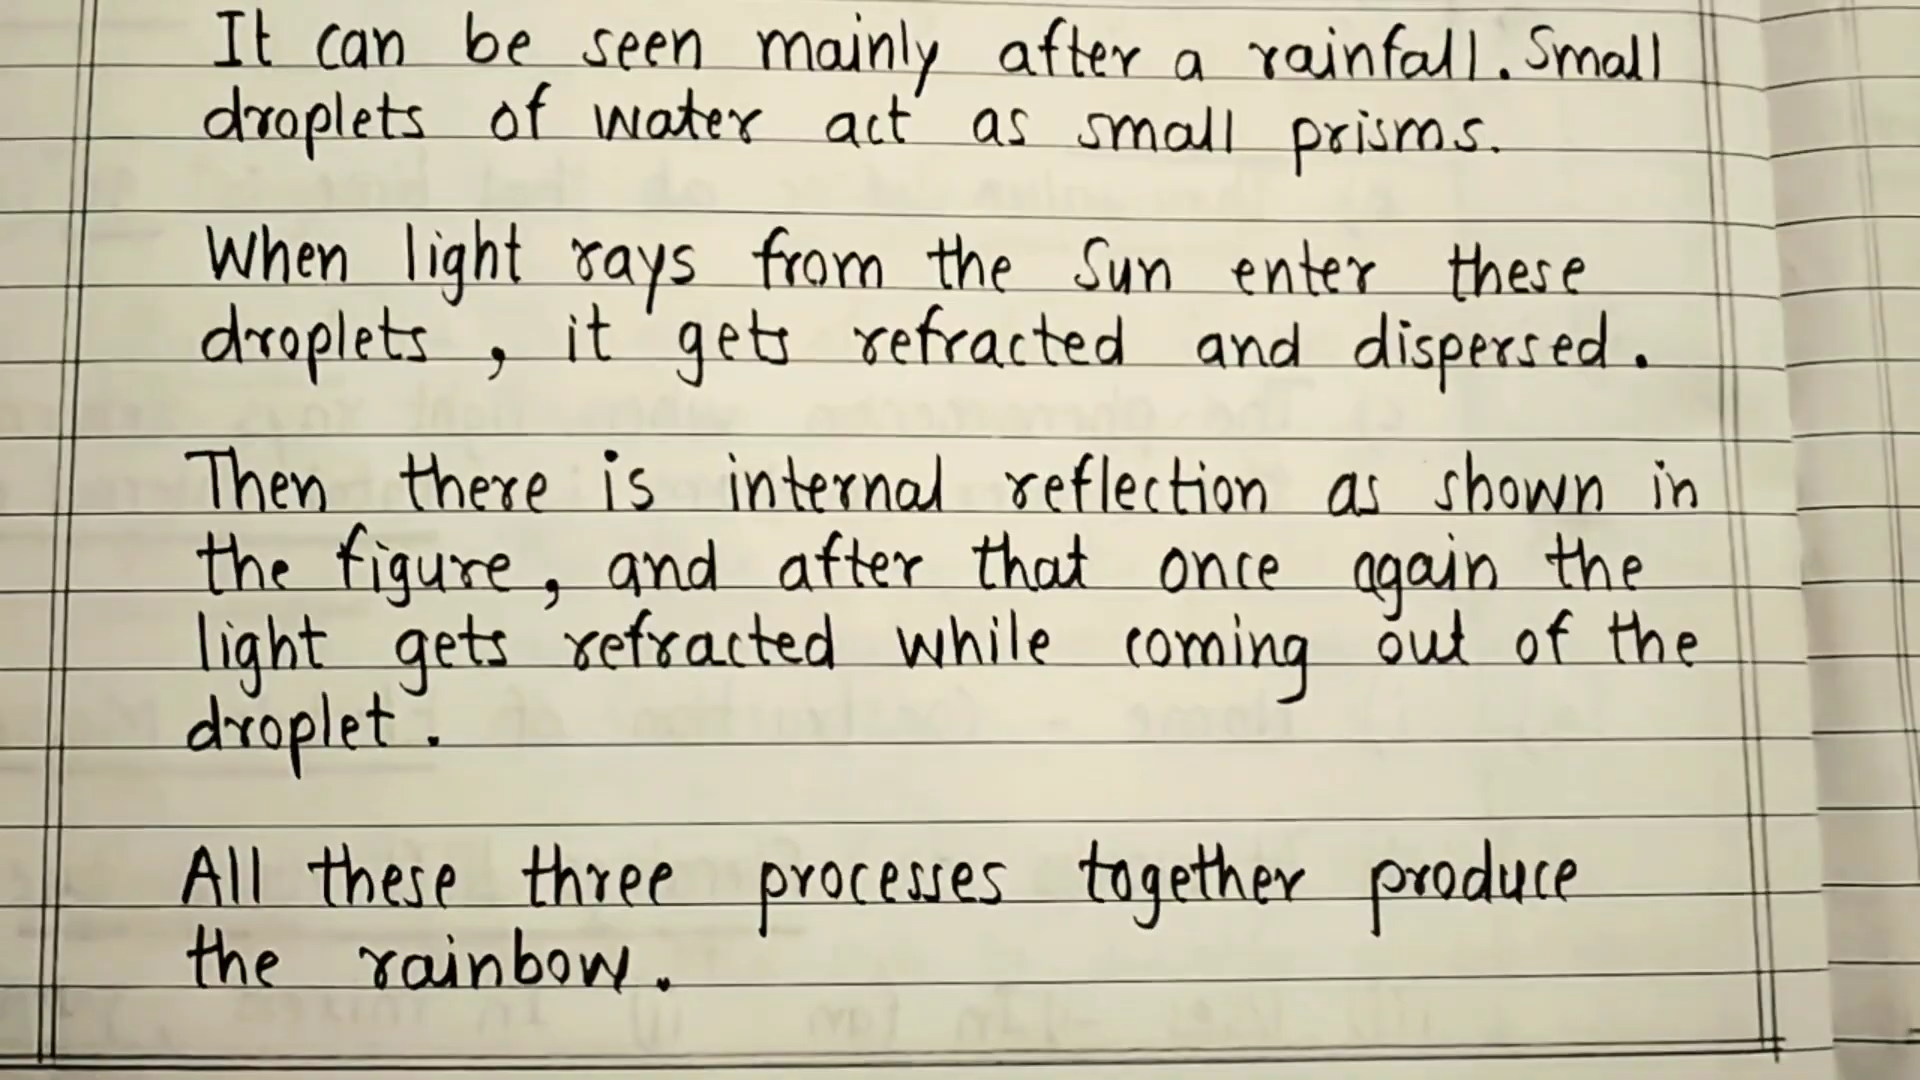 It can be seen mainly after a rainfall. Small
droplets of water act as small prisms.
When light rays from the Sun enter these
droplets, it gets refracted and dispersed.
Then there is internal reflection as shown in
the figure, and after that once again the
light gets refracted while coming out of the
droplet.
All these three processes together produce
the rainbow.